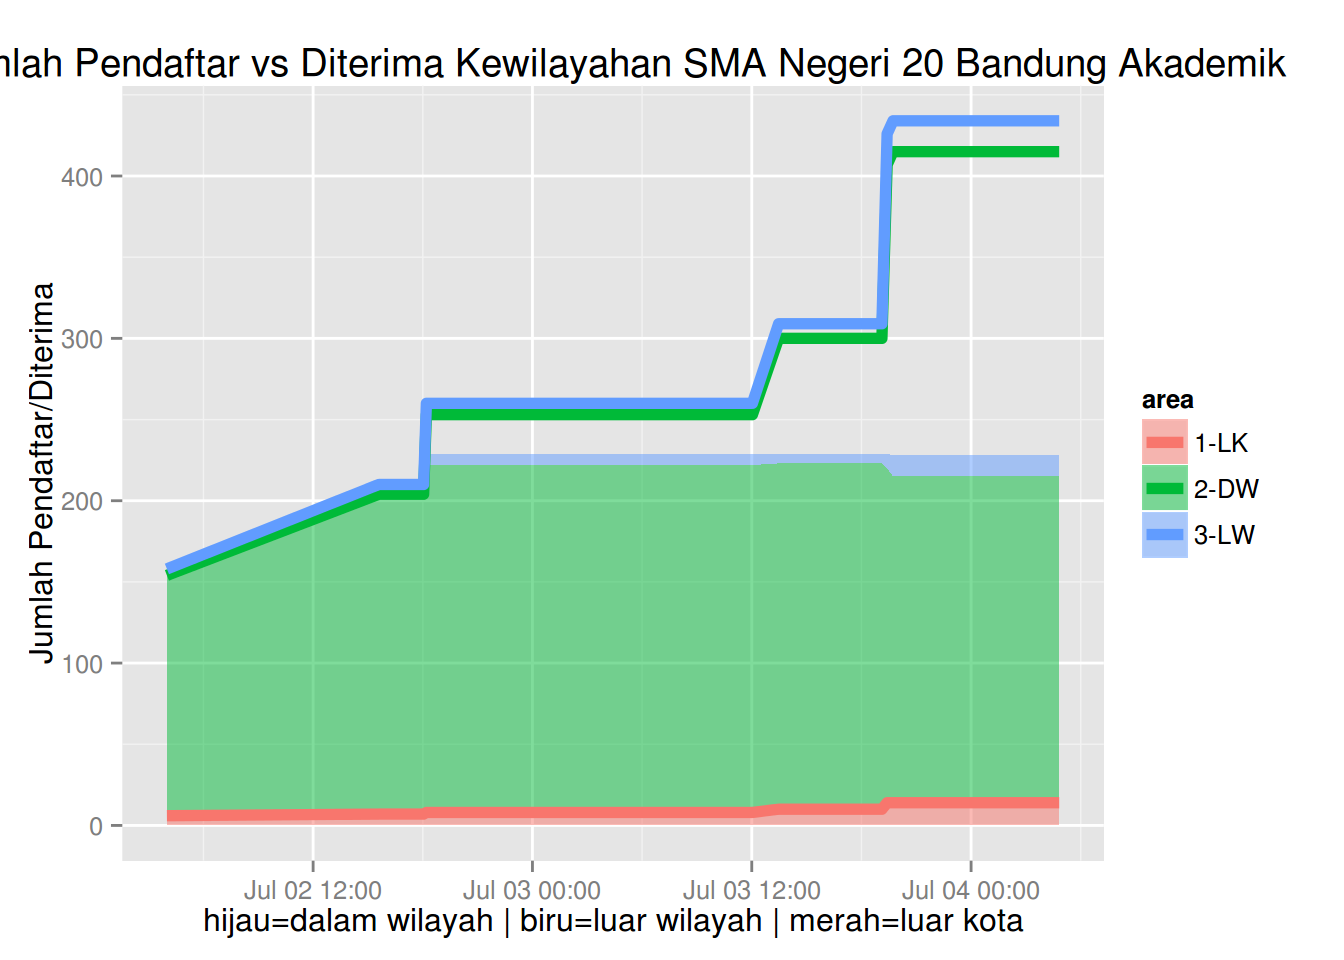 Pendaftar vs Diterima Kewilayahan SMA Negeri 20 Bandung Akademik
Jumlah Pendaftar/Diterima
400
300
200
100
0
Jul 02 12:00 Jul 03 00:00 Jul 03 12:00 Jul 04 00:00
hijau=dalam wilayah | biru=luar wilayah | merah=luar kota
area
1-LK
2-DW
3-LW